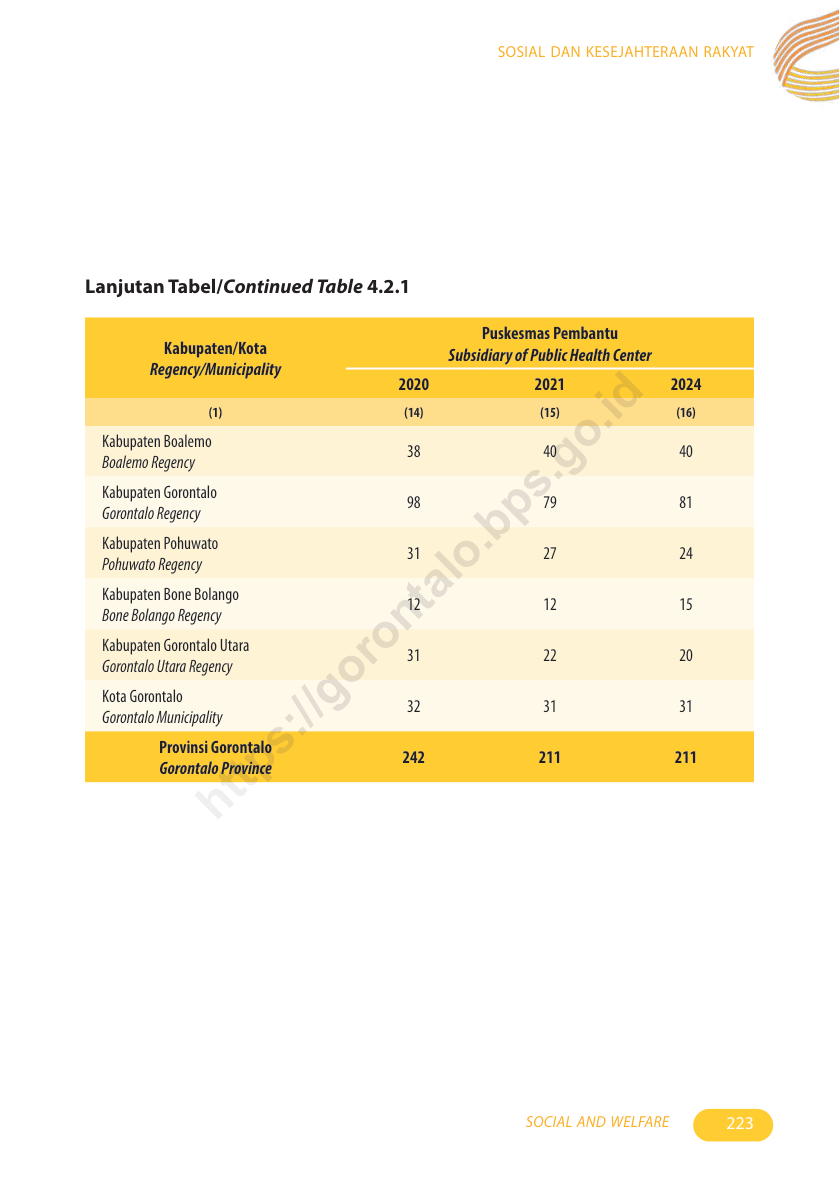 SOSIAL DAN KESEJAHTERAAN RAKYAT
Lanjutan Tabel/Continued Table 4.2.1
Kabupaten/Kota
Regency/Municipality
Puskesmas Pembantu
Subsidiary of Public Health Center
2020 2021 2024
(1) (14) (15) (16)
Kabupaten Boalemo
Boalemo Regency
38 40 40
Kabupaten Gorontalo
Gorontalo Regency
98 79 81
Kabupaten Pohuwato
Pohuwato Regency
31 27 24
Kabupaten Bone Bolango
Bone Bolango Regency
12 12 15
Kabupaten Gorontalo Utara
Gorontalo Utara Regency
31 22 20
Kota Gorontalo
Gorontalo Municipality
32 31 31
Provinsi Gorontalo
Gorontalo Province
242 211 211
https://gorontalo.bps.go.id
SOCIAL AND WELFARE 223